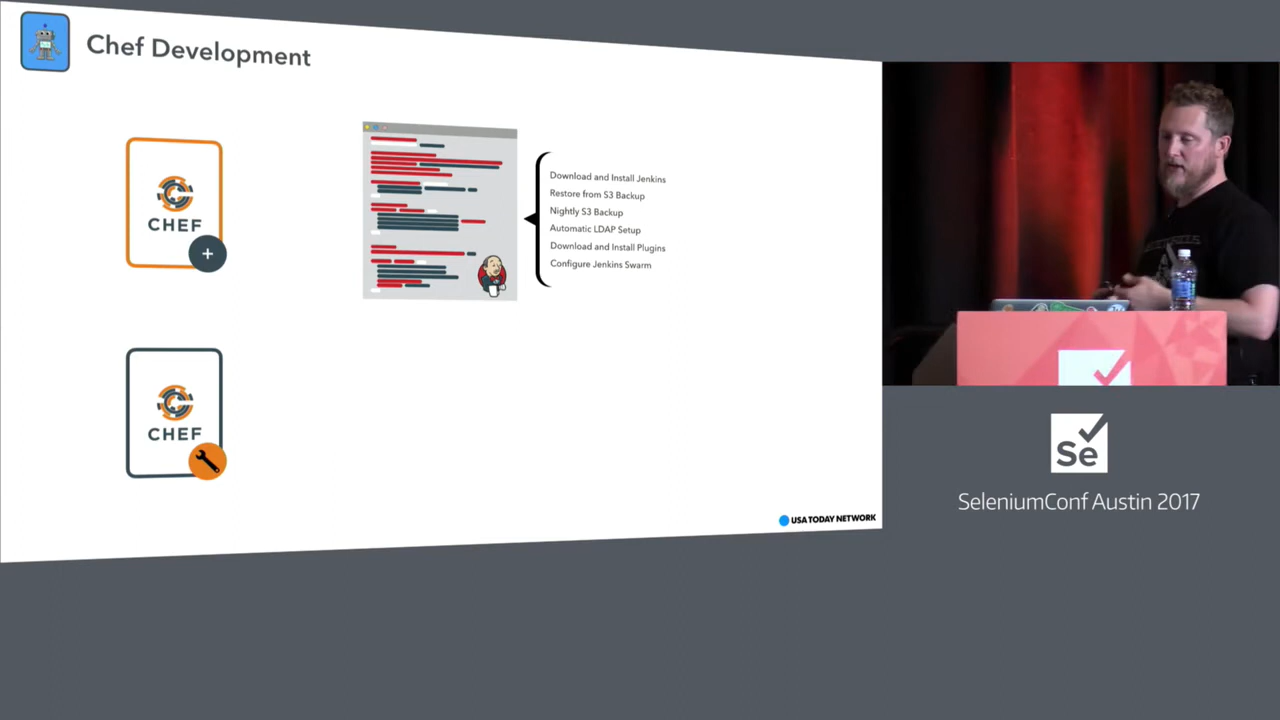 Chef Development
CHEF
Download and Install Jenkins
Restore from S3 Backup
Nightly S3 Backup
Automatic LDAP Setup
Download and Install Plugins
Configure Jenkins Swarm
CHEF
USA TODAY NETWORK
Se
SeleniumConf Austin 2017